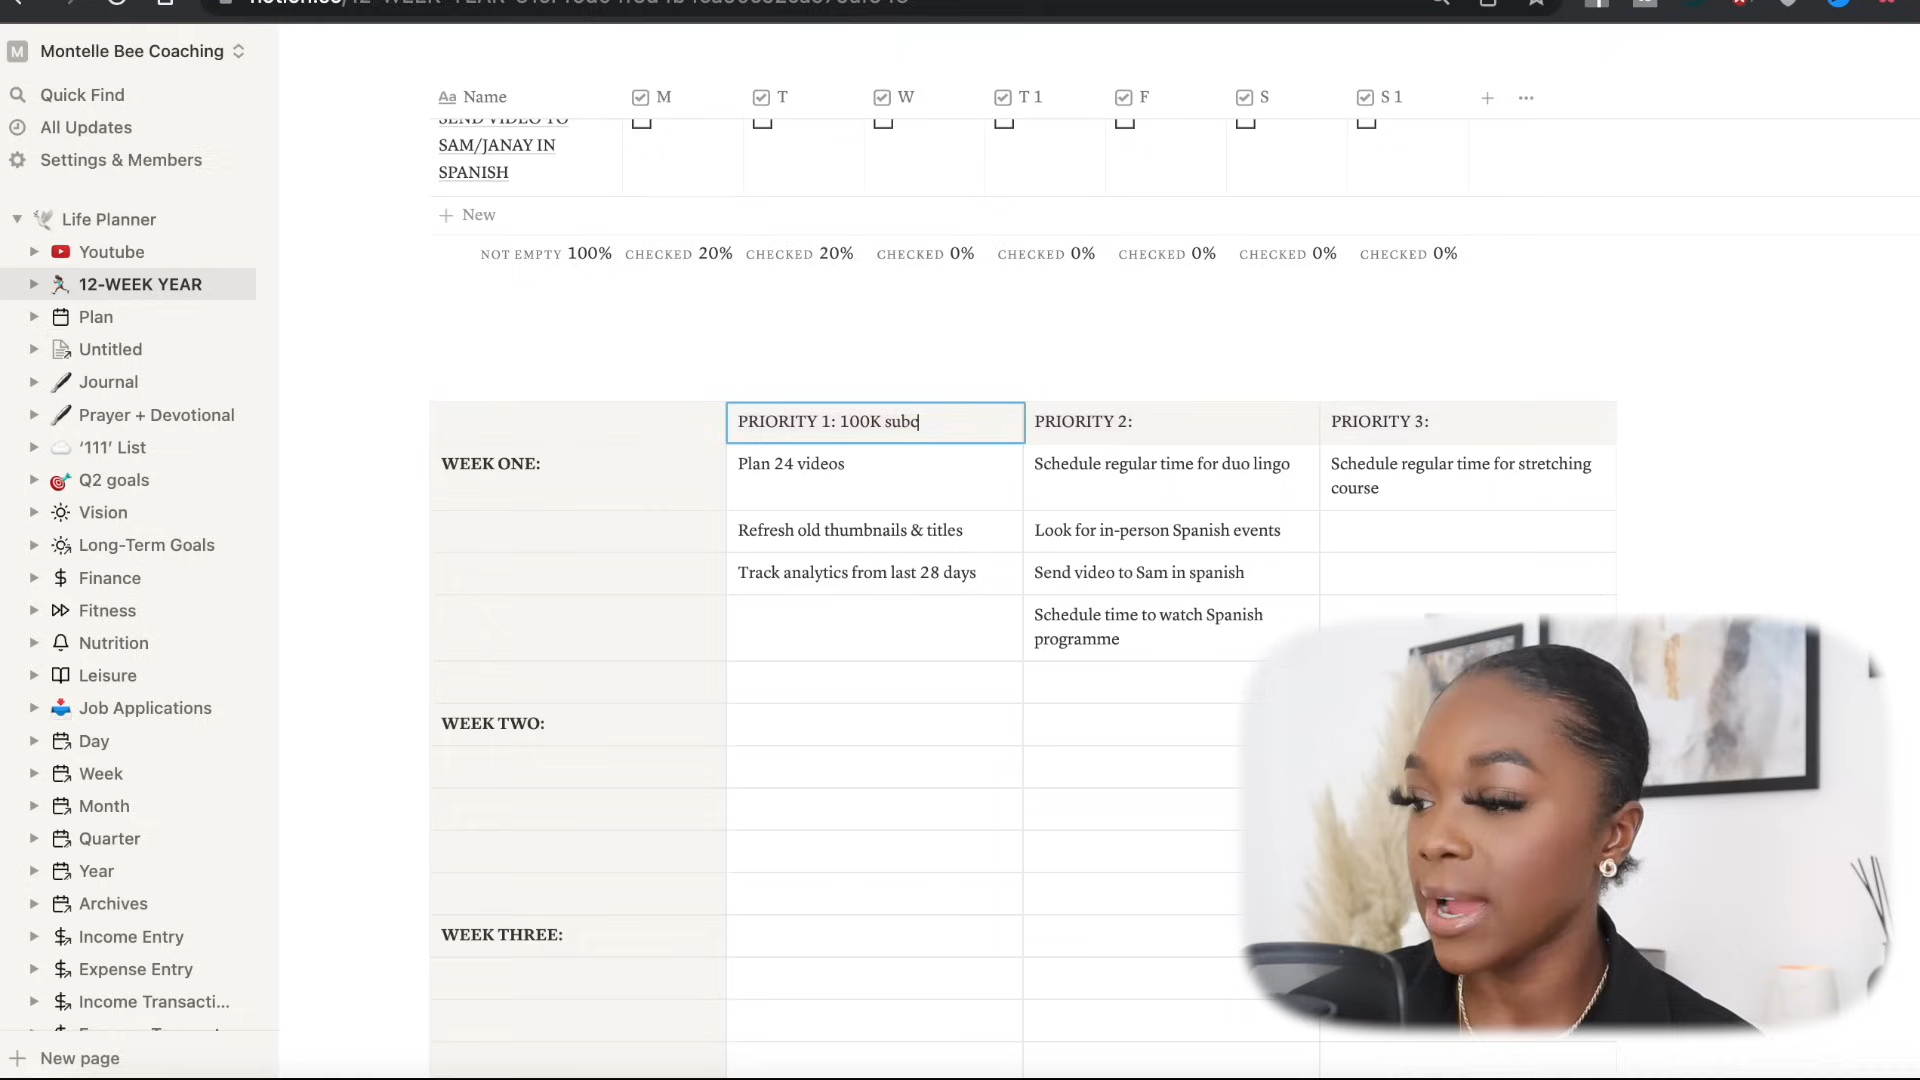 Montelle Bee Coaching
Quick Find
All Updates
Settings & Members
Life Planner
Youtube
12-WEEK YEAR
Plan
Untitled
Journal
Prayer + Devotional
‘111’ List
Q2 goals
Vision
Long-Term Goals
Finance
Fitness
Nutrition
Leisure
Job Applications
Day
Week
Month
Quarter
Year
Archives
Income Entry
Expense Entry
Income Transacti...
New page
Aa Name M T W T 1 F S S 1
SEND VIDEO TO
SAM/JANAY IN
SPANISH
New
NOT EMPTY 100% CHECKED 20% CHECKED 20% CHECKED 0% CHECKED 0% CHECKED 0% CHECKED 0% CHECKED 0%
PRIORITY 1: 100K subc PRIORITY 2: PRIORITY 3:
WEEK ONE: Plan 24 videos Schedule regular time for duo lingo Schedule regular time for stretching
course
Refresh old thumbnails & titles Look for in-person Spanish events
Track analytics from last 28 days Send video to Sam in spanish
Schedule time to watch Spanish
programme
WEEK TWO:
WEEK THREE: